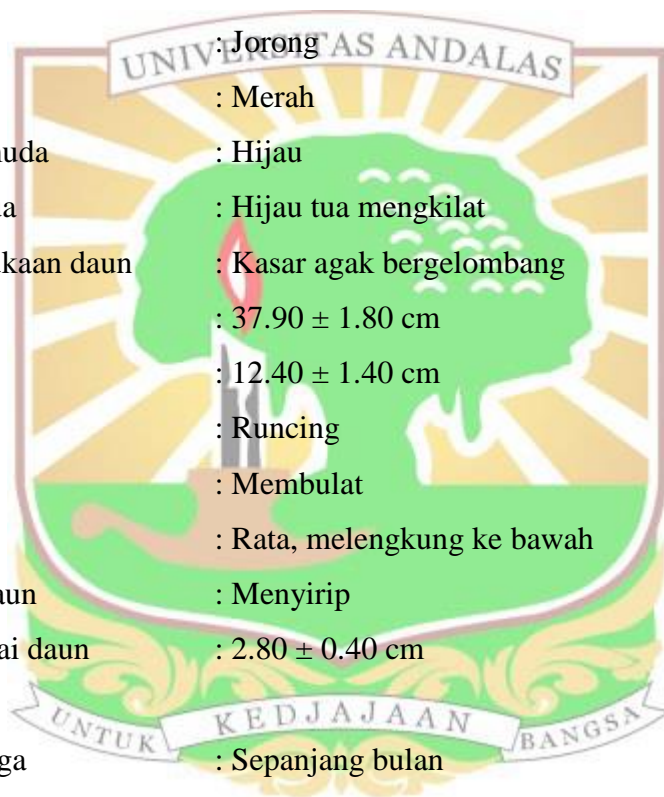 UNIVERSITAS ANDALAS
: Jorong
: Merah
uda : Hijau
a : Hijau tua mengkilat
kaan daun : Kasar agak bergelombang
: 37.90 ± 1.80 cm
: 12.40 ± 1.40 cm
: Runcing
: Membulat
: Rata, melengkung ke bawah
aun : Menyirip
ai daun : 2.80 ± 0.40 cm
UNTUK KEDJAJAAN BANGSA
ga : Sepanjang bulan